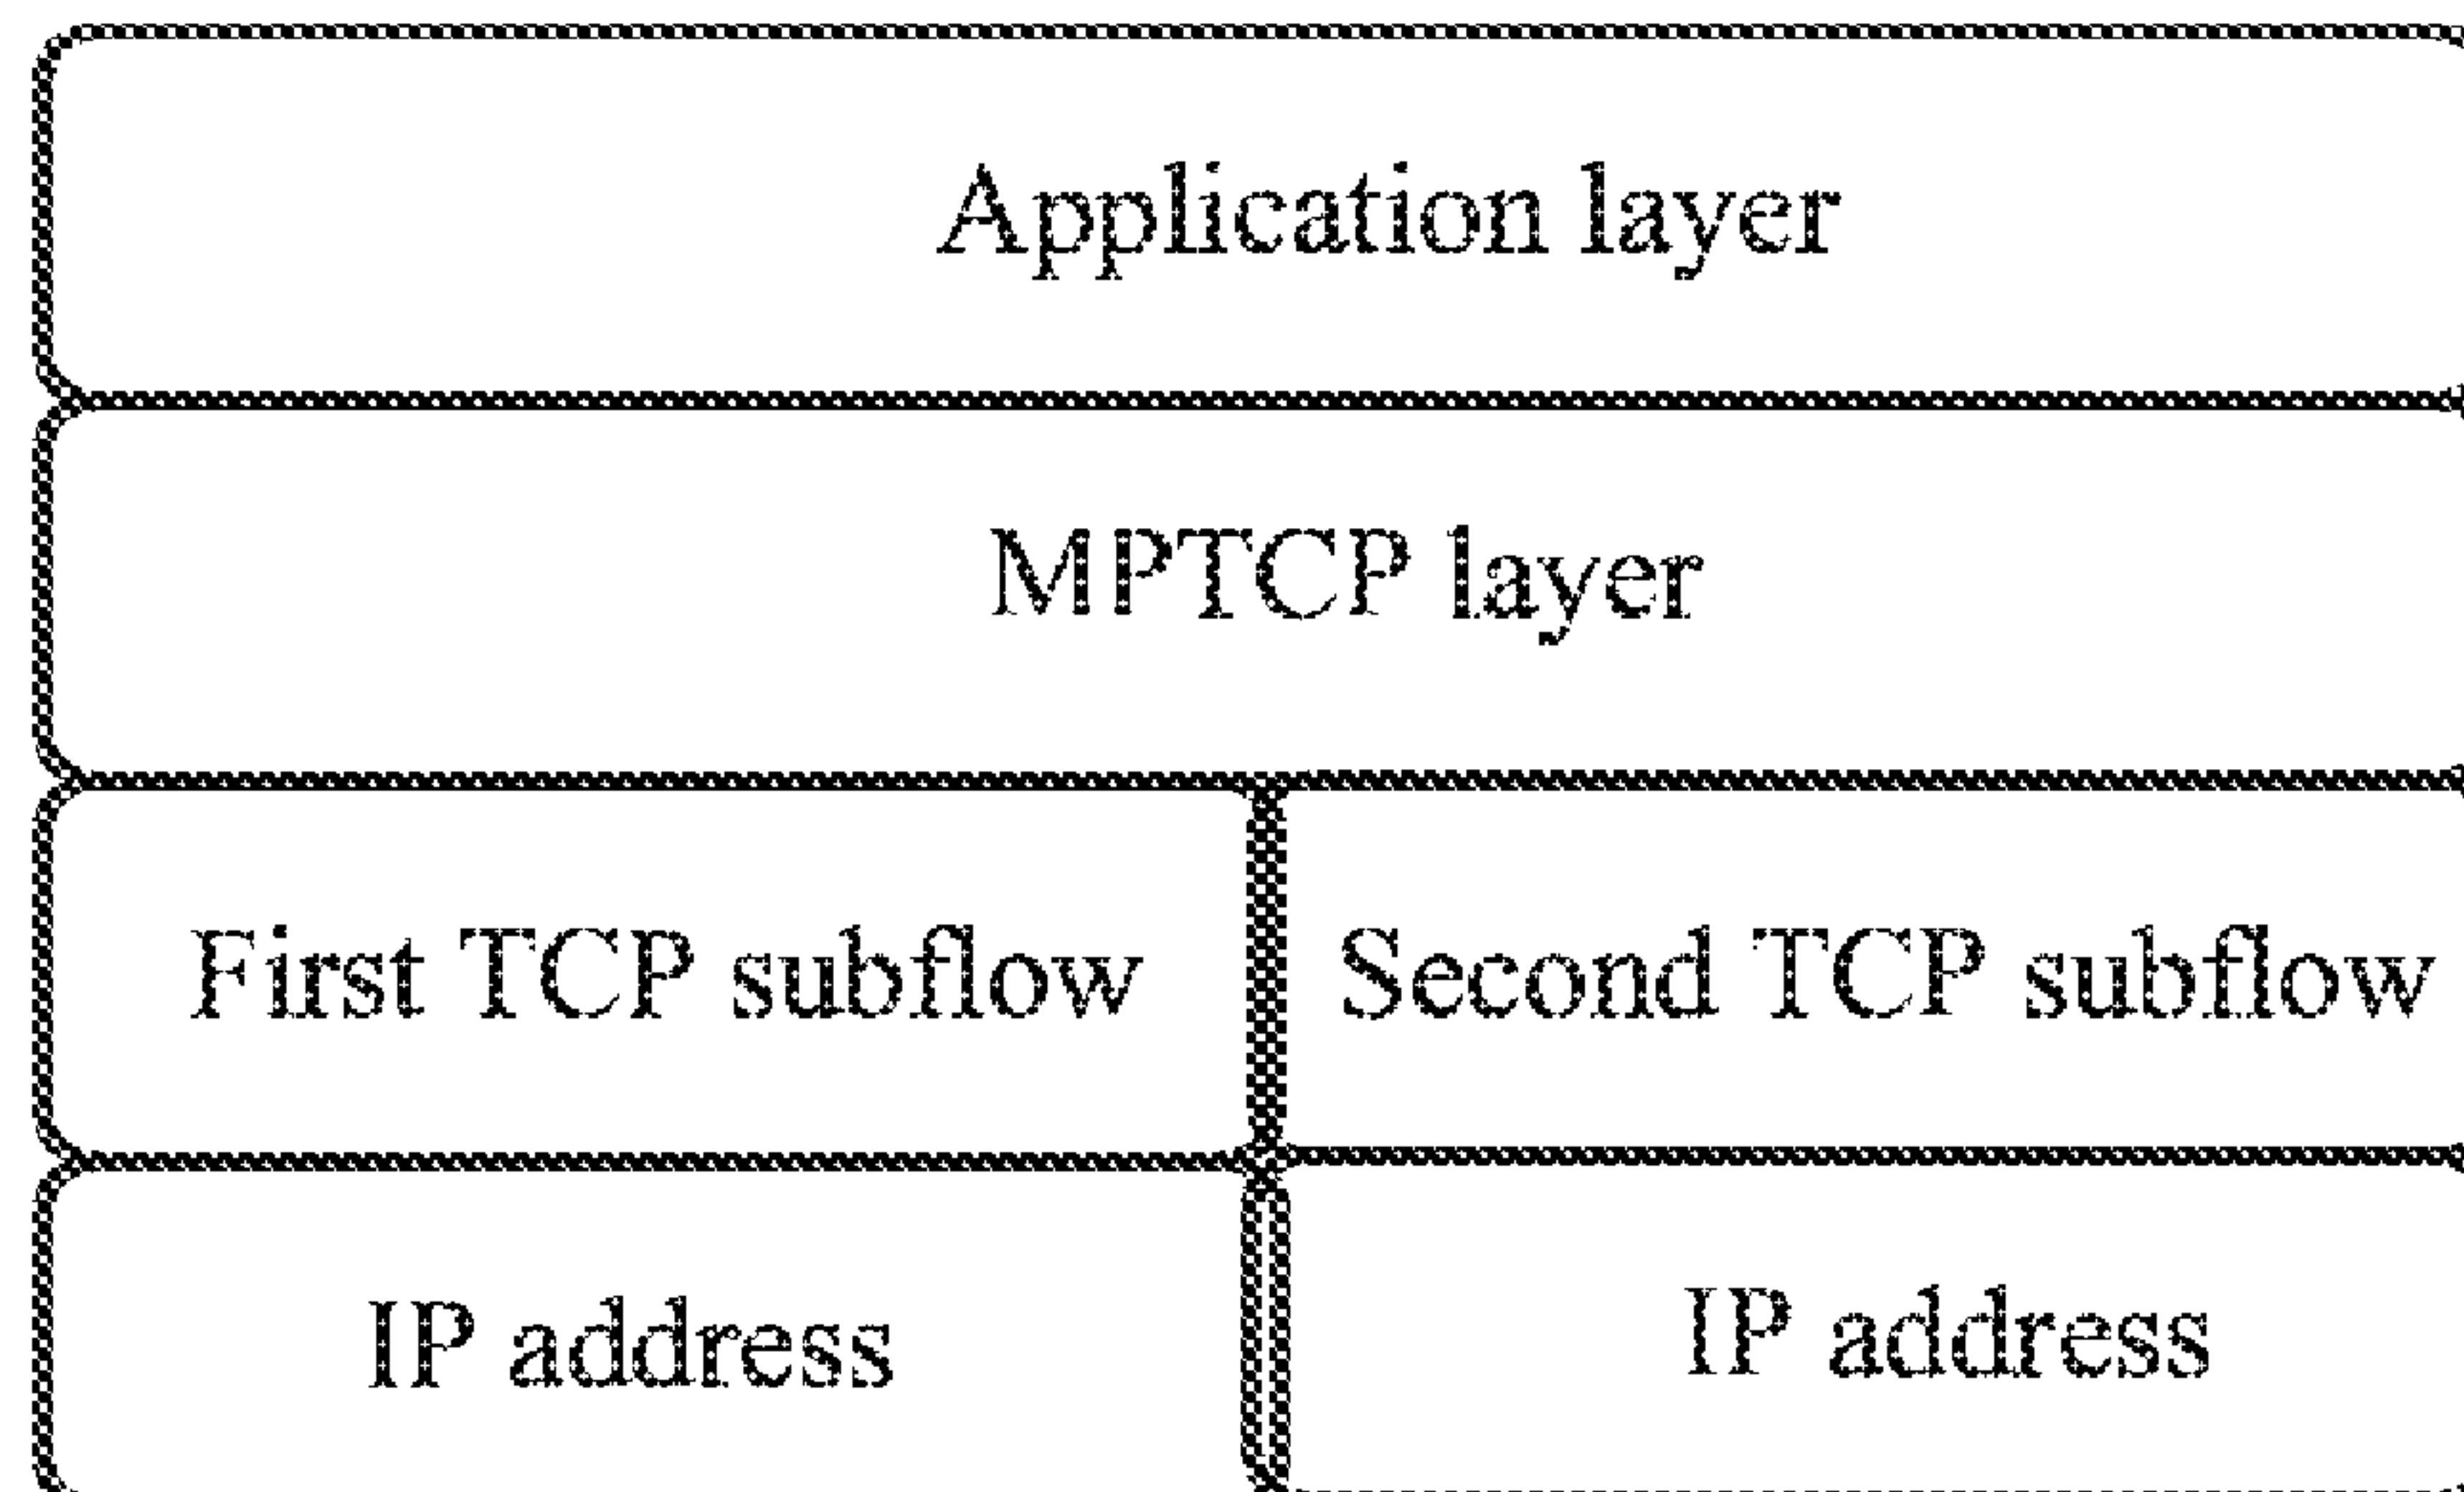 Application layer
MPTCP layer
First TCP subflow
Second TCP subflow
IP address
IP address